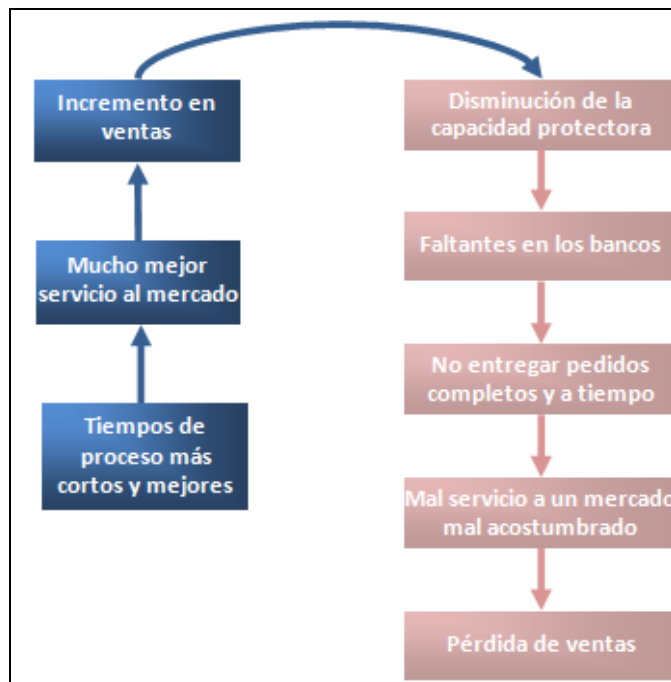 Incremento en
ventas
Mucho mejor
servicio al mercado
Tiempos de
proceso más
cortos y mejores
Disminución de la
capacidad protectora
Faltantes en los bancos
No entregar pedidos
completos y a tiempo
Mal servicio a un mercado
mal acostumbrado
Pérdida de ventas